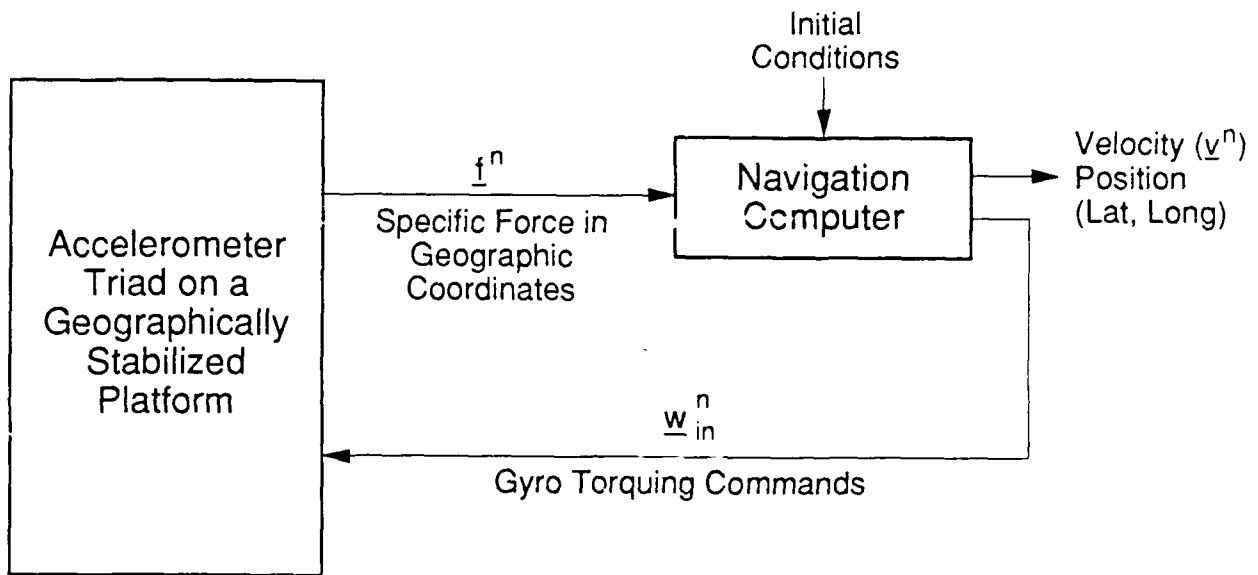 Initial
Conditions
Accelerometer
Triad on a
Geographically
Stabilized
Platform
f^n
Specific Force in
Geographic
Coordinates
Navigation
Computer
Velocity (v^n)
Position
(Lat, Long)
w_in^n
Gyro Torquing Commands